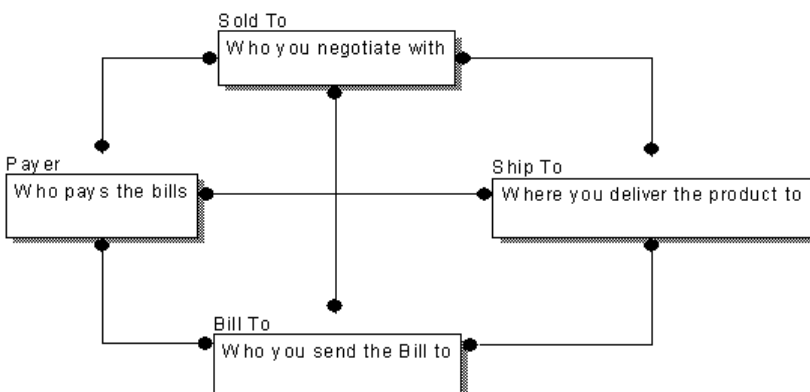 Sold To
Who you negotiate with
Payer
Who pays the bills
Ship To
Where you deliver the product to
Bill To
Who you send the Bill to